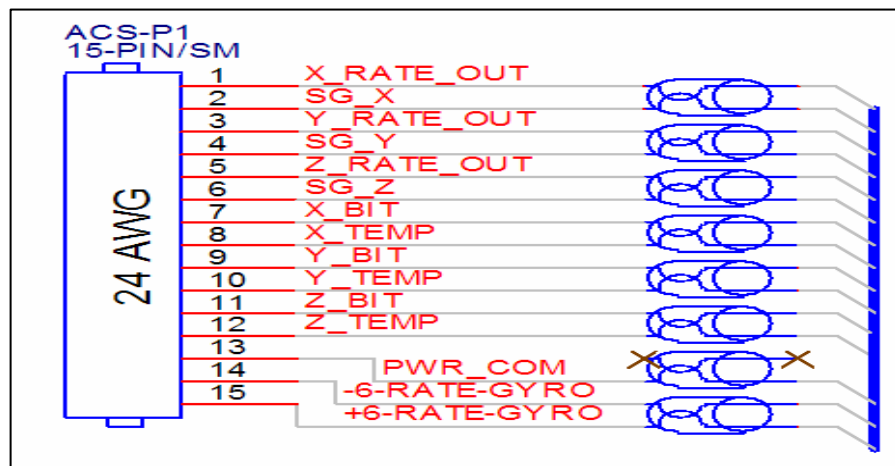 ACS-P1
15-PIN/SM
1 X_RATE_OUT
2 SG_X
3 Y_RATE_OUT
4 SG_Y
5 Z_RATE_OUT
6 SG_Z
7 X_BIT
8 X_TEMP
9 Y_BIT
10 Y_TEMP
11 Z_BIT
12 Z_TEMP
13
14 PWR_COM
15 -6-RATE-GYRO
+6-RATE-GYRO
24 AWG